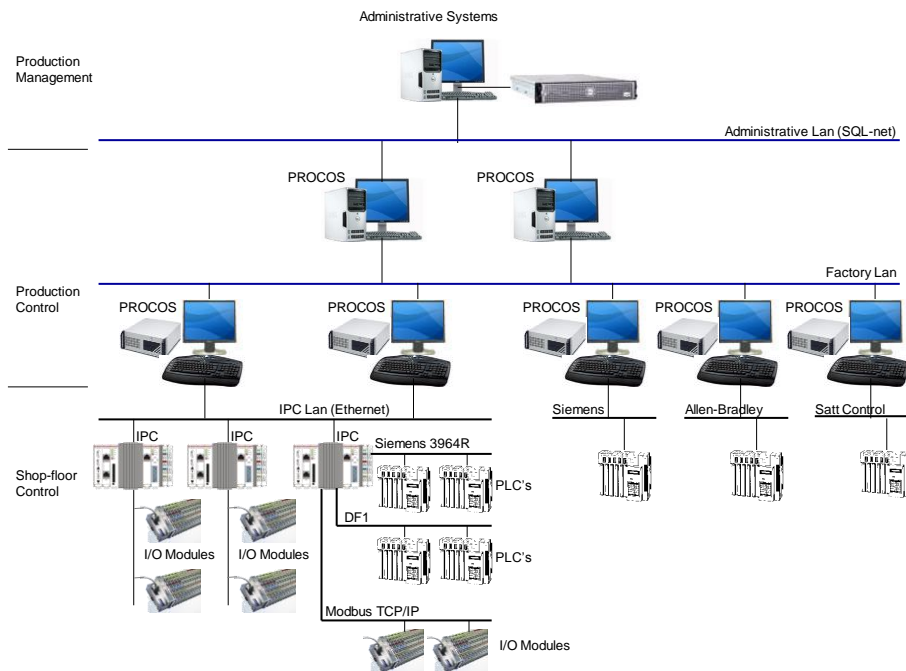 Administrative Systems
Production
Management
Administrative Lan (SQL-net)
PROCOS
PROCOS
Factory Lan
Production
Control
PROCOS
PROCOS
PROCOS
PROCOS
PROCOS
IPC Lan (Ethernet)
Siemens
Allen-Bradley
Satt Control
IPC
IPC
IPC
Siemens 3964R
Shop-floor
Control
PLC's
DF1
I/O Modules
I/O Modules
PLC's
Modbus TCP/IP
I/O Modules